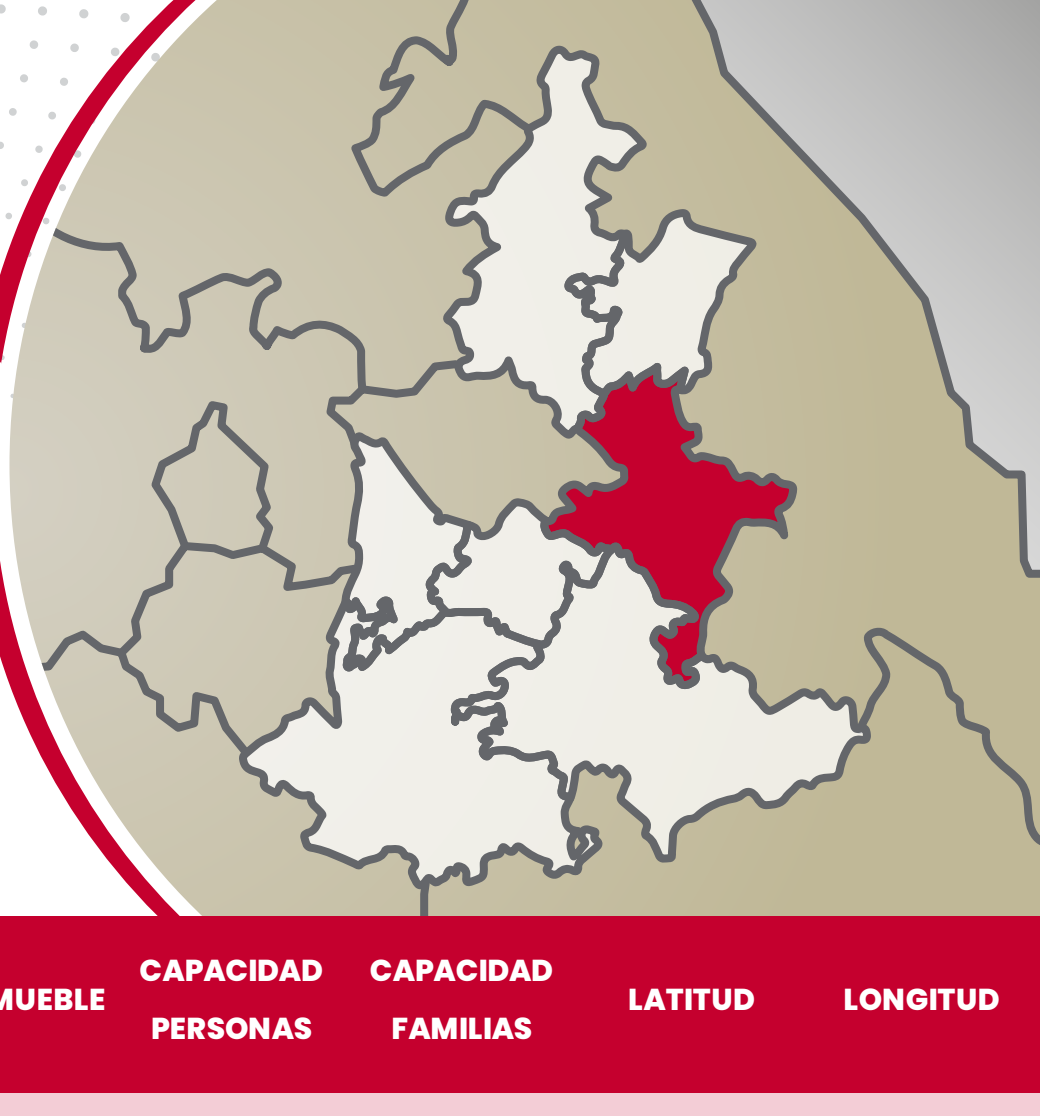 MUEBLE
CAPACIDAD
PERSONAS
CAPACIDAD
FAMILIAS
LATITUD
LONGITUD